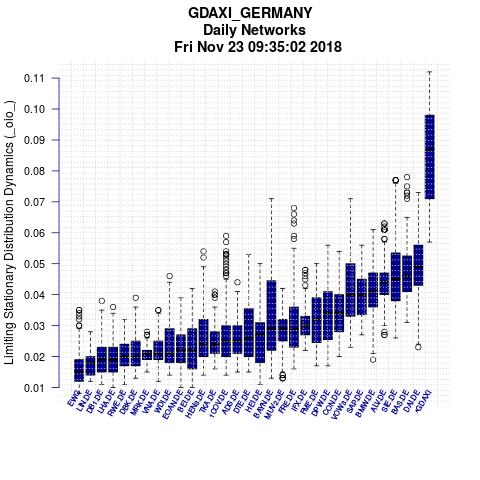 GDAXI_GERMANY
Daily Networks
Fri Nov 23 09:35:02 2018
Limiting Stationary Distribution Dynamics (_oio_)
0.11
0.10
0.09
0.08
0.07
0.06
0.05
0.04
0.03
0.02
0.01
EWG
LIN.DE
DB1.DE
LHA.DE
RWE.DE
DBK.DE
MRK.DE
VNA.DE
WDI.DE
EOAN.DE
BEI.DE
HEN3.DE
TKA.DE
1COV.DE
ADS.DE
DTE.DE
HEI.DE
BAYN.DE
MUV2.DE
FRE.DE
IFX.DE
FME.DE
DPW.DE
CON.DE
VOW3.DE
SAP.DE
BMW.DE
ALV.DE
SIE.DE
BAS.DE
DAI.DE
^GDAXI